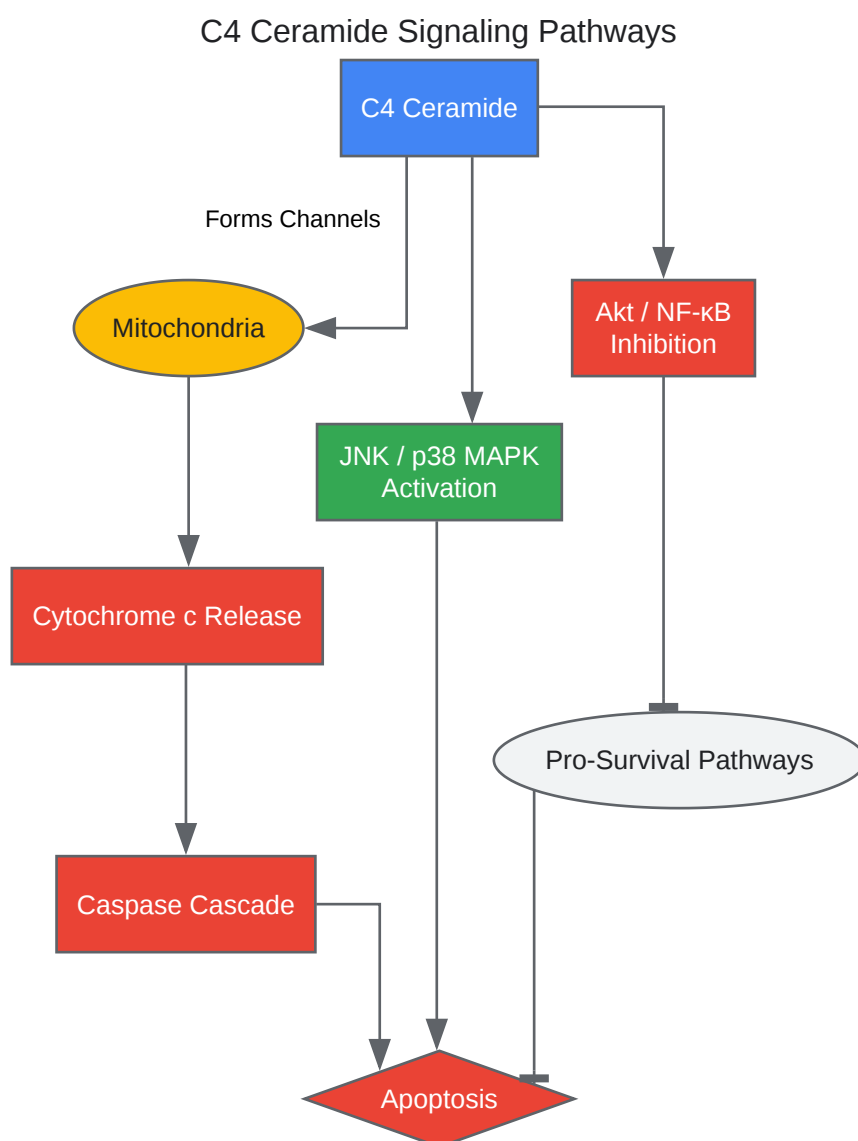 C4 Ceramide Signaling Pathways
C4 Ceramide
Forms Channels
Mitochondria
Akt / NF-κB
Inhibition
JNK / p38 MAPK
Activation
Cytochrome c Release
Pro-Survival Pathways
Caspase Cascade
Apoptosis